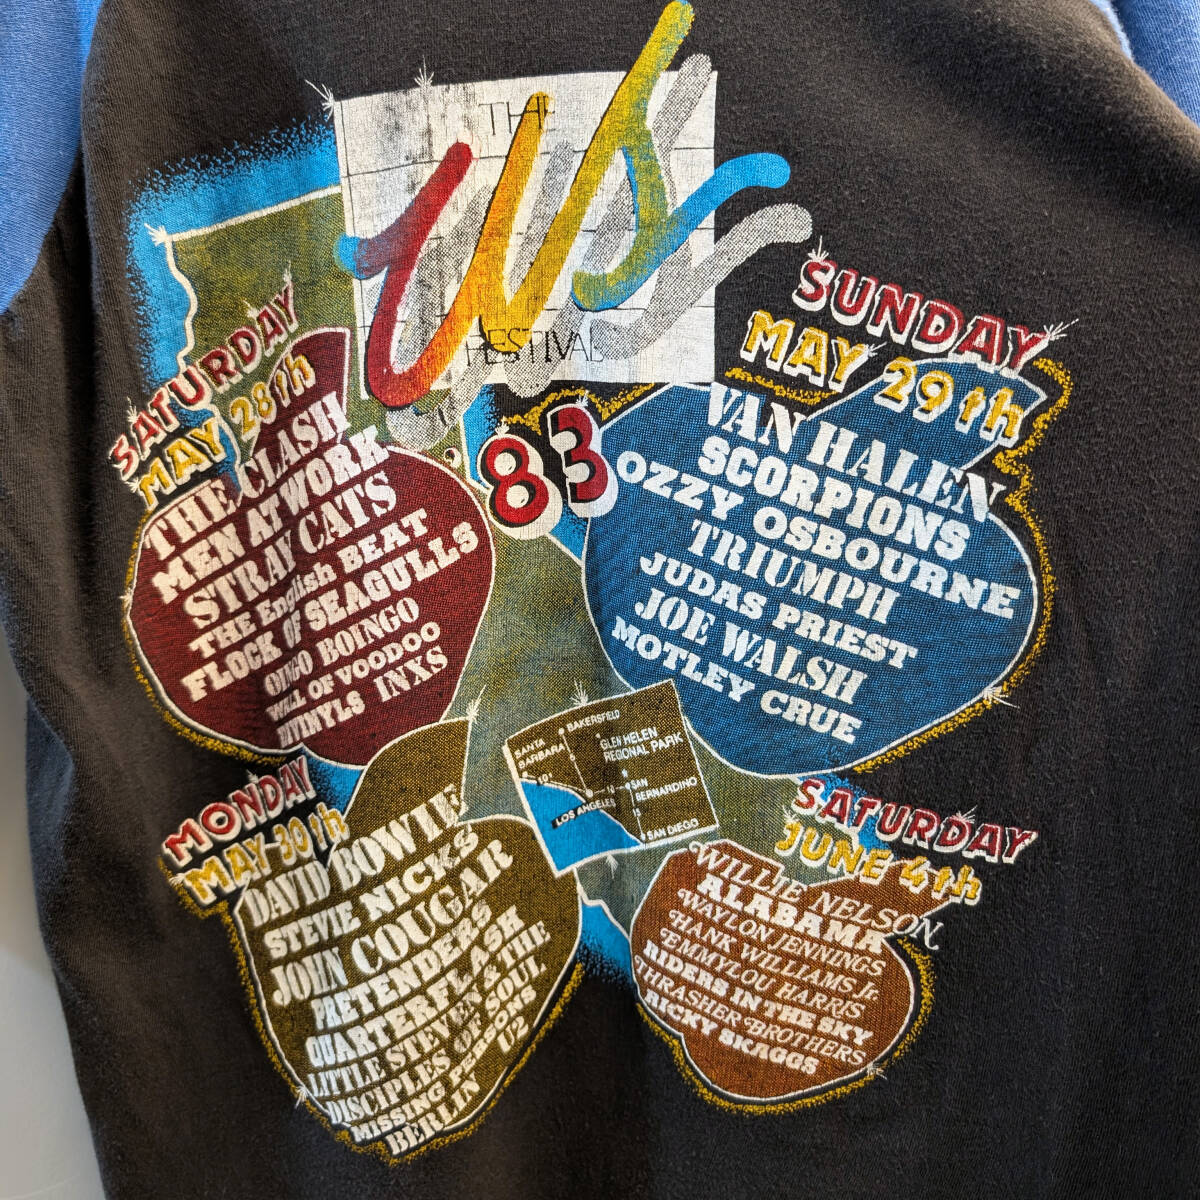 THE
US
FESTIVAL
83
SATURDAY
MAY 28th
THE CLASH
MEN AT WORK
STRAY CATS
THE English BEAT
FLOCK OF SEAGULLS
OINGO BOINGO
WALL OF VOODOO
DIVINYLS INXS
SUNDAY
MAY 29th
VAN HALEN
SCORPIONS
OZZY OSBOURNE
TRIUMPH
JUDAS PRIEST
JOE WALSH
MOTLEY CRUE
MONDAY
MAY-30th
DAVID BOWIE
STEVIE NICKS
JOHN COUGAR
PRETENDERS
QUARTERFLASH
LITTLE STEVEN & THE
DISCIPLES OF SOUL
MISSING PERSONS
BERLIN U2
BAKERSFIELD
SANTA
BARBARA
GLEN HELEN
REGIONAL PARK
101
SAN
BERNARDINO
LOS ANGELES
SAN DIEGO
SATURDAY
JUNE 4th
WILLIE NELSON
ALABAMA
WAYLON JENNINGS
HANK WILLIAMS, Jr.
EMMYLOU HARRIS
RIDERS IN THE SKY
THRASHER BROTHERS
RICKY SKAGGS